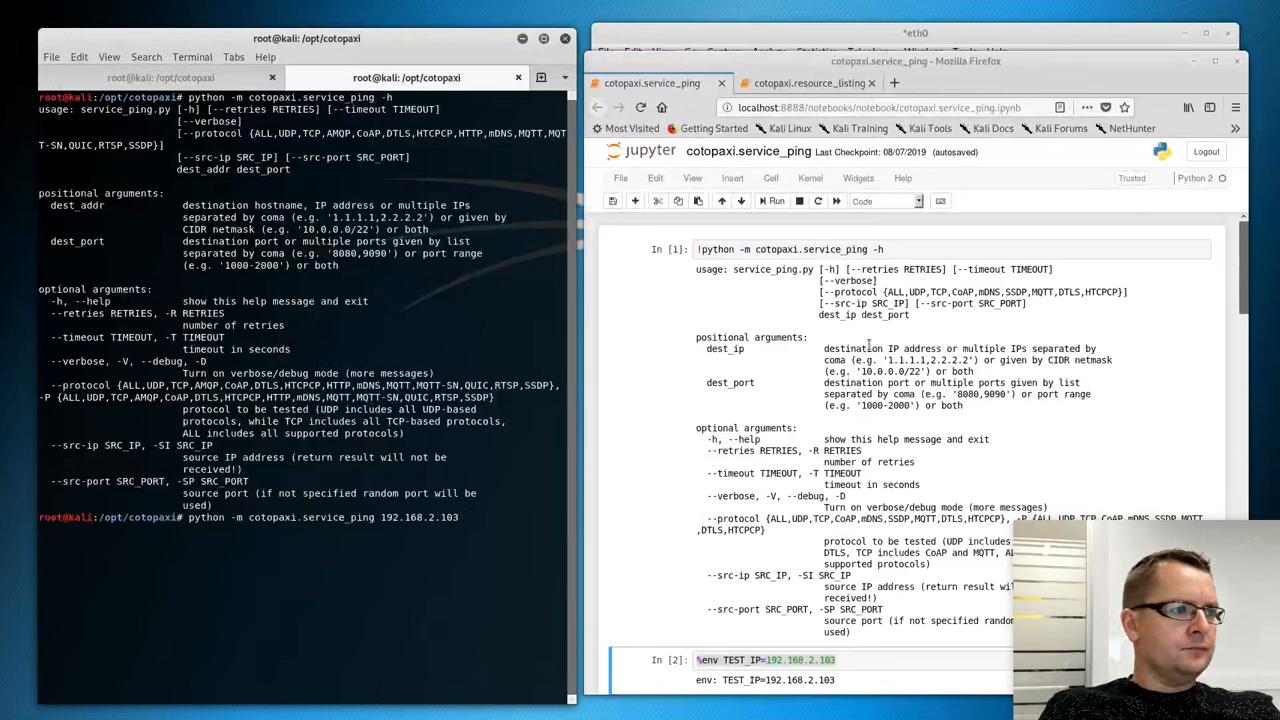 root@kali: /opt/cotopaxi
File Edit View Search Terminal Help
root@kali: /opt/cotopaxi
root@kali: /opt/cotopaxi
root@kali:/opt/cotopaxi# python -m cotopaxi.service_ping -h
usage: service_ping.py [-h] [--retries RETRIES] [--timeout TIMEOUT]
[--verbose]
[--protocol {ALL,UDP,TCP,AMQP,CoAP,DTLS,HTCPCP,HTTP,mDNS,MQTT,MQT
T-SN,QUIC,RTSP,SSDP}]
[--src-ip SRC_IP] [--src-port SRC_PORT]
dest_addr dest_port
positional arguments:
dest_addr destination hostname, IP address or multiple IPs
separated by coma (e.g. '1.1.1.1,2.2.2.2') or given by
CIDR netmask (e.g. '10.0.0.0/22') or both
dest_port destination port or multiple ports given by list
separated by coma (e.g. '8080,9090') or port range
(e.g. '1000-2000') or both
optional arguments:
-h, --help show this help message and exit
--retries RETRIES, -R RETRIES
number of retries
--timeout TIMEOUT, -T TIMEOUT
timeout in seconds
--verbose, -V, --debug, -D
Turn on verbose/debug mode (more messages)
--protocol {ALL,UDP,TCP,AMQP,CoAP,DTLS,HTCPCP,HTTP,mDNS,MQTT,MQTT-SN,QUIC,RTSP,SSDP},
-P {ALL,UDP,TCP,AMQP,CoAP,DTLS,HTCPCP,HTTP,mDNS,MQTT,MQTT-SN,QUIC,RTSP,SSDP}
protocol to be tested (UDP includes all UDP-based
protocols, while TCP includes all TCP-based protocols,
ALL includes all supported protocols)
--src-ip SRC_IP, -SI SRC_IP
source IP address (return result will not be
received!)
--src-port SRC_PORT, -SP SRC_PORT
source port (if not specified random port will be
used)
root@kali:/opt/cotopaxi# python -m cotopaxi.service_ping 192.168.2.103
*eth0
cotopaxi.service_ping - Mozilla Firefox
cotopaxi.service_ping
cotopaxi.resource_listing
localhost:8888/notebooks/notebook/cotopaxi.service_ping.ipynb
Most Visited Getting Started Kali Linux Kali Training Kali Tools Kali Docs Kali Forums NetHunter
jupyter cotopaxi.service_ping Last Checkpoint: 08/07/2019 (autosaved) Logout
File Edit View Insert Cell Kernel Widgets Help Trusted Python 2
Run Code
In [1]: !python -m cotopaxi.service_ping -h
usage: service_ping.py [-h] [--retries RETRIES] [--timeout TIMEOUT]
[--verbose]
[--protocol {ALL,UDP,TCP,CoAP,mDNS,SSDP,MQTT,DTLS,HTCPCP}]
[--src-ip SRC_IP] [--src-port SRC_PORT]
dest_ip dest_port
positional arguments:
dest_ip destination IP address or multiple IPs separated by
coma (e.g. '1.1.1.1,2.2.2.2') or given by CIDR netmask
(e.g. '10.0.0.0/22') or both
dest_port destination port or multiple ports given by list
separated by coma (e.g. '8080,9090') or port range
(e.g. '1000-2000') or both
optional arguments:
-h, --help show this help message and exit
--retries RETRIES, -R RETRIES
number of retries
--timeout TIMEOUT, -T TIMEOUT
timeout in seconds
--verbose, -V, --debug, -D
Turn on verbose/debug mode (more messages)
--protocol {ALL,UDP,TCP,CoAP,mDNS,SSDP,MQTT,DTLS,HTCPCP}, -P {ALL,UDP,TCP,CoAP,mDNS,SSDP,MQTT
,DTLS,HTCPCP}
protocol to be tested (UDP includes
DTLS, TCP includes CoAP and MQTT, AL
supported protocols)
--src-ip SRC_IP, -SI SRC_IP
source IP address (return result will
received!)
--src-port SRC_PORT, -SP SRC_PORT
source port (if not specified random
used)
In [2]: %env TEST_IP=192.168.2.103
env: TEST_IP=192.168.2.103